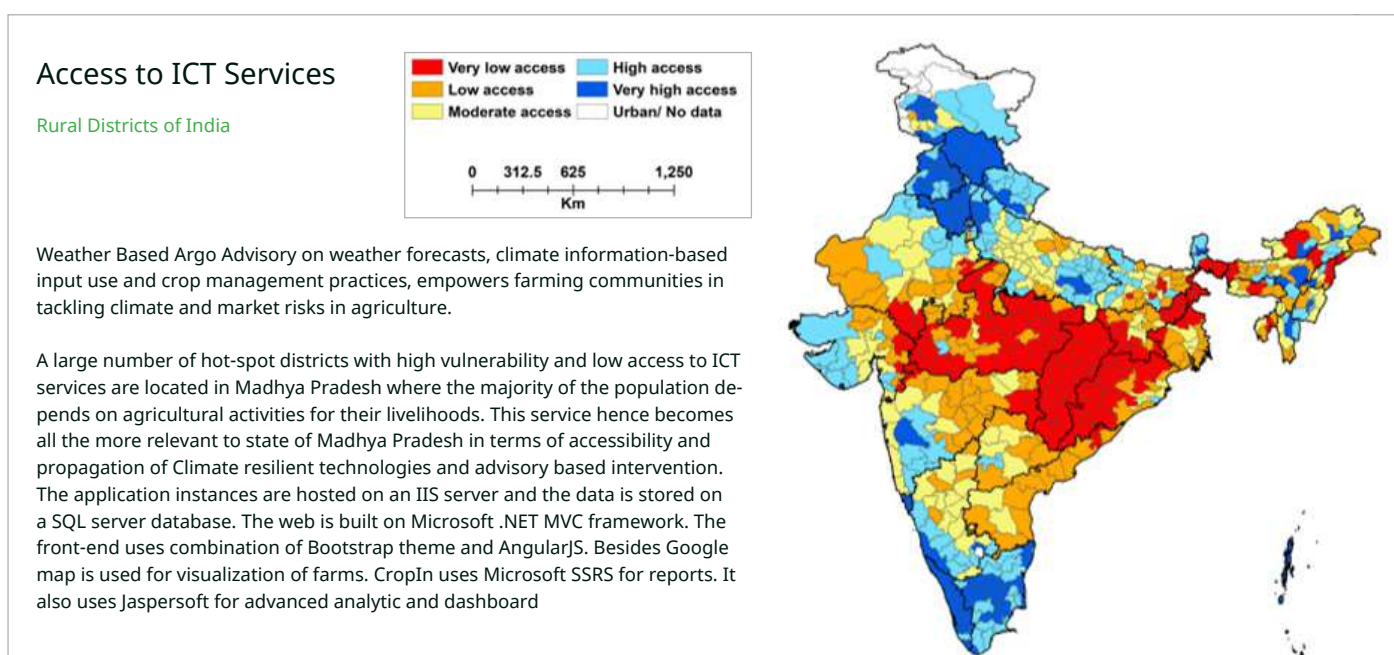 Access to ICT Services
Rural Districts of India
Very low access
High access
Low access
Very high access
Moderate access
Urban/ No data
0 312.5 625 1,250
Km
Weather Based Argo Advisory on weather forecasts, climate information-based
input use and crop management practices, empowers farming communities in
tackling climate and market risks in agriculture.
A large number of hot-spot districts with high vulnerability and low access to ICT
services are located in Madhya Pradesh where the majority of the population de-
pends on agricultural activities for their livelihoods. This service hence becomes
all the more relevant to state of Madhya Pradesh in terms of accessibility and
propagation of Climate resilient technologies and advisory based intervention.
The application instances are hosted on an IIS server and the data is stored on
a SQL server database. The web is built on Microsoft .NET MVC framework. The
front-end uses combination of Bootstrap theme and AngularJS. Besides Google
map is used for visualization of farms. CropIn uses Microsoft SSRS for reports. It
also uses Jaspersoft for advanced analytic and dashboard